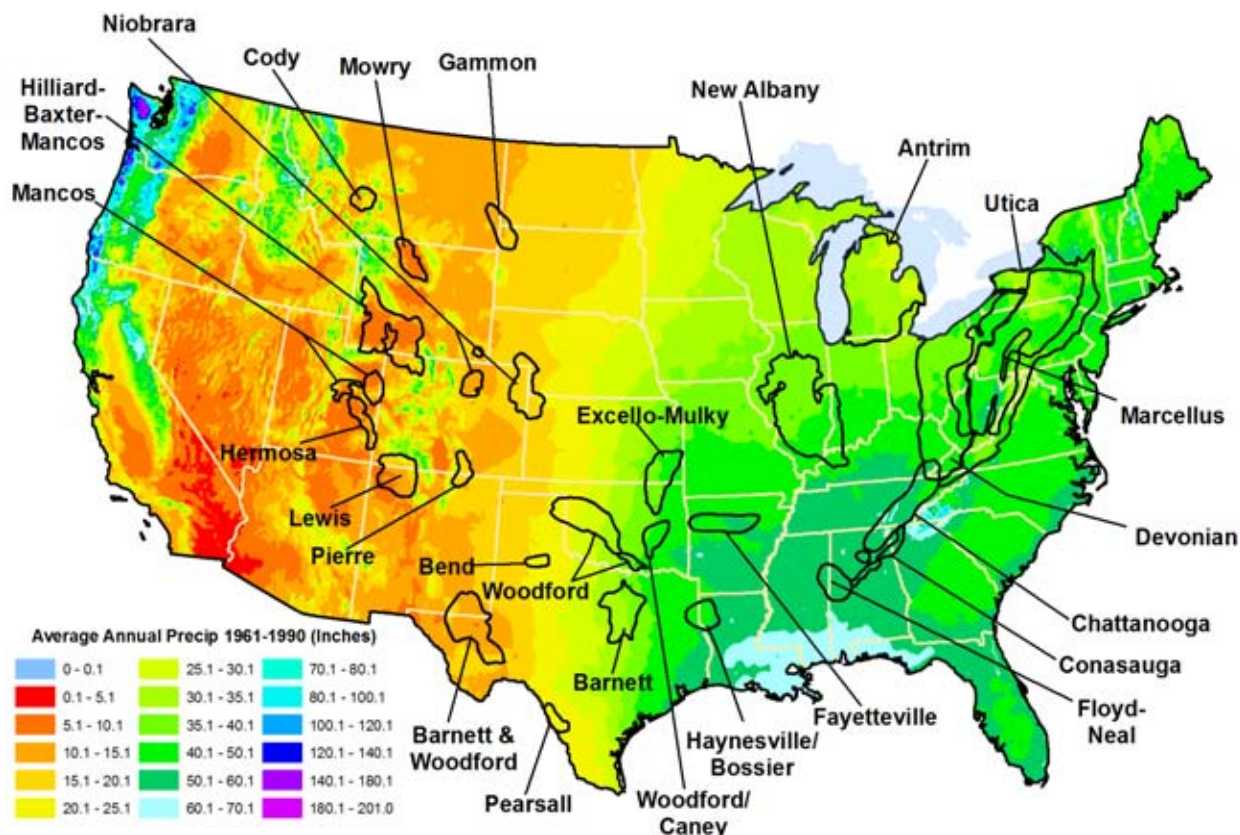 Niobrara
Cody
Mowry
Gammon
Hilliard-
Baxter-
Mancos
New Albany
Antrim
Mancos
Utica
Marcellus
Excello-Mulky
Hermosa
Lewis
Pierre
Devonian
Bend
Woodford
Chattanooga
Average Annual Precip 1961-1990 (Inches)
0 - 0.1
25.1 - 30.1
70.1 - 80.1
0.1 - 5.1
30.1 - 35.1
80.1 - 100.1
5.1 - 10.1
35.1 - 40.1
100.1 - 120.1
10.1 - 15.1
40.1 - 50.1
120.1 - 140.1
15.1 - 20.1
50.1 - 60.1
140.1 - 180.1
20.1 - 25.1
60.1 - 70.1
180.1 - 201.0
Conasauga
Barnett
Fayetteville
Floyd-
Neal
Barnett &
Woodford
Haynesville/
Bossier
Pearsall
Woodford/
Caney